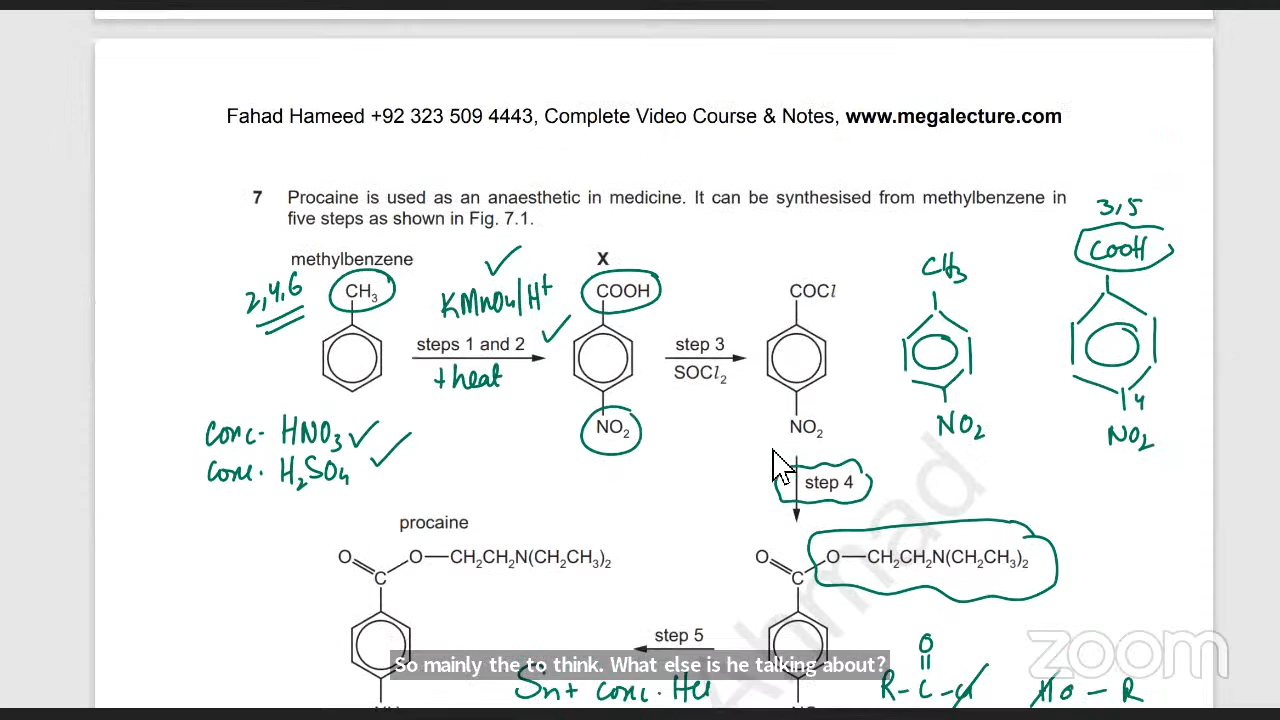 Fahad Hameed +92 323 509 4443, Complete Video Course & Notes, www.megalecture.com
7 Procaine is used as an anaesthetic in medicine. It can be synthesised from methylbenzene in
five steps as shown in Fig. 7.1.
3,5
methylbenzene
X
CH3
COOH
2,4,6
CH3
KMnO4/H+
COOH
COCl
steps 1 and 2
step 3
+ heat
SOCl2
14
NO2
NO2
NO2
NO2
conc. HNO3
conc. H2SO4
step 4
procaine
O
O—CH2CH2N(CH2CH3)2
C
O
O—CH2CH2N(CH2CH3)2
C
step 5
O
zoom
So mainly the to think. What else is he talking about?
Sn + conc. HCl
R-C-Cl
HO-R